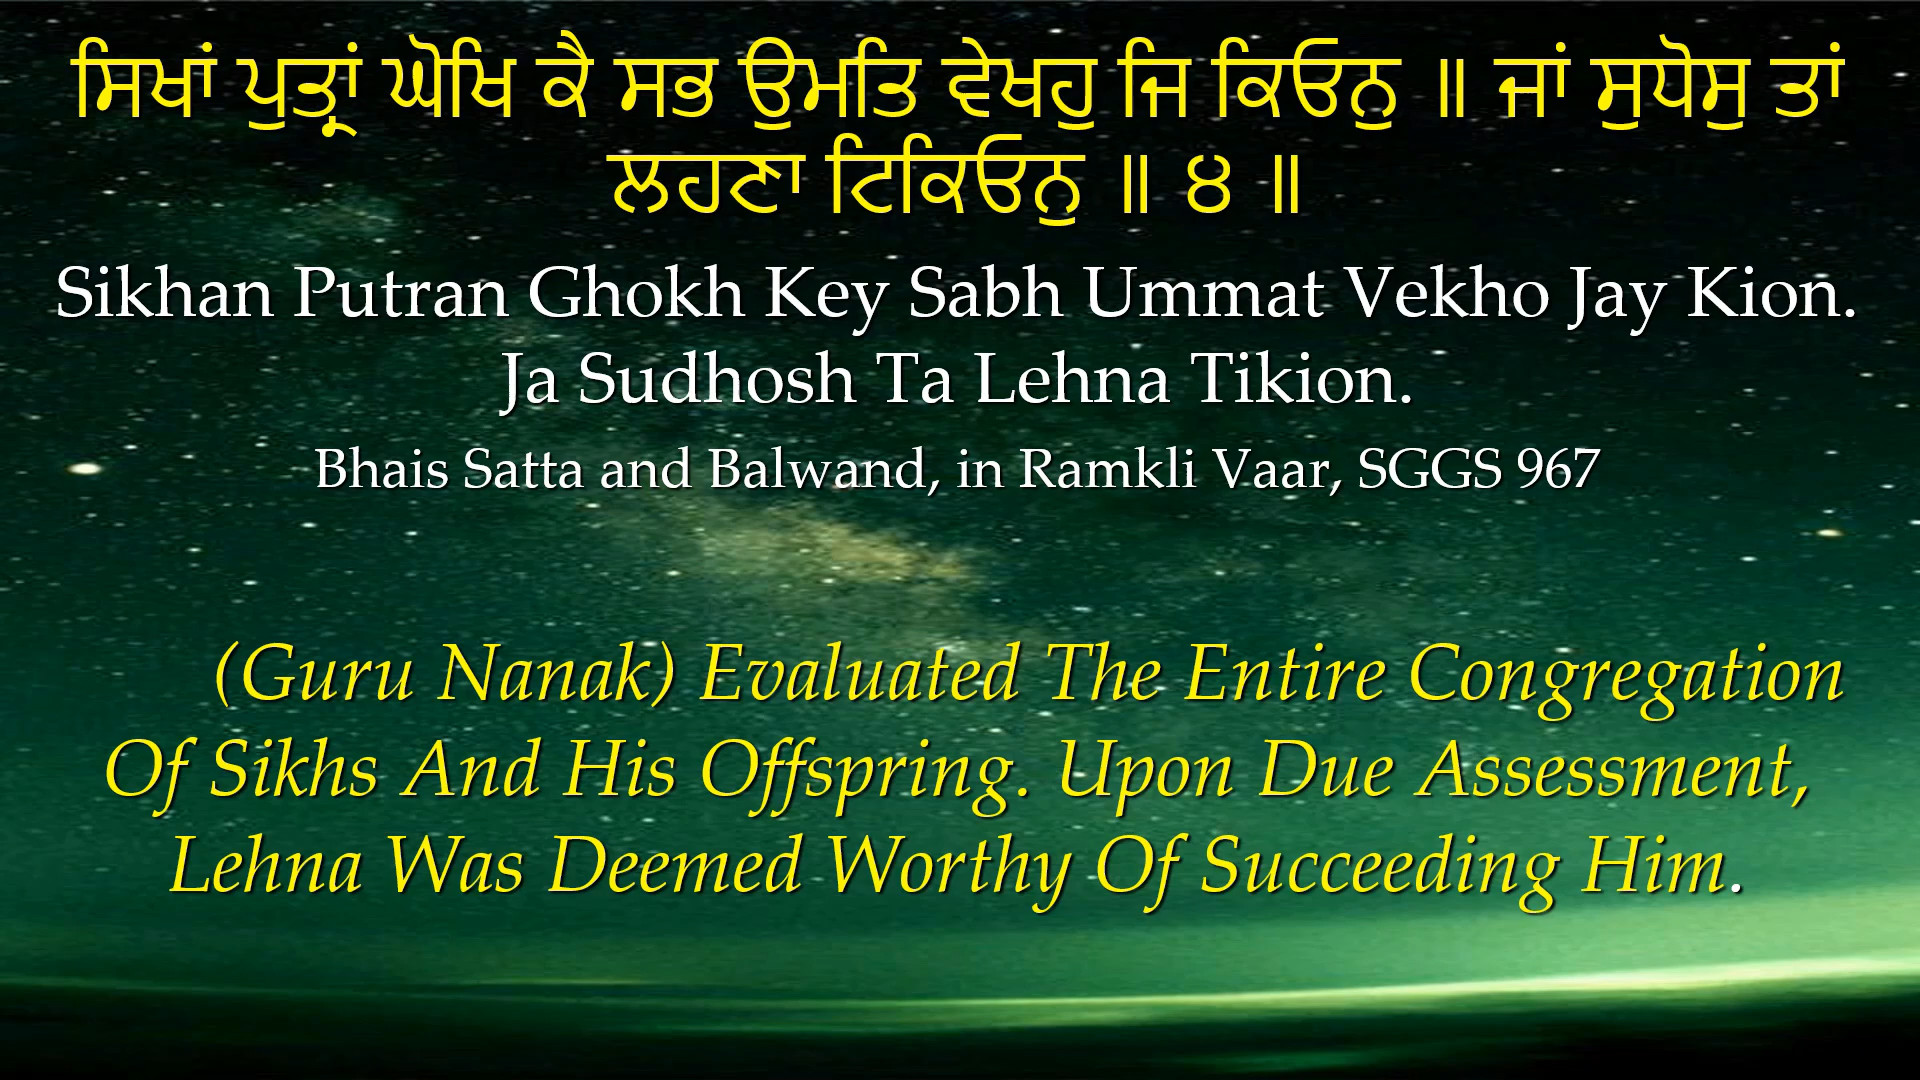 ਸਿਖਾਂ ਪੁਤ੍ਰਾਂ ਘੋਖਿ ਕੈ ਸਭ ਉਮਤਿ ਵੇਖਹੁ ਜਿ ਕਿਓਨੁ ॥ ਜਾਂ ਸੁਧੋਸੁ ਤਾਂ
ਲਹਣਾ ਟਿਕਿਓਨੁ ॥ ੪ ॥
Sikhan Putran Ghokh Key Sabh Ummat Vekho Jay Kion.
Ja Sudhosh Ta Lehna Tikion.
Bhais Satta and Balwand, in Ramkli Vaar, SGGS 967
(Guru Nanak) Evaluated The Entire Congregation
Of Sikhs And His Offspring. Upon Due Assessment,
Lehna Was Deemed Worthy Of Succeeding Him.